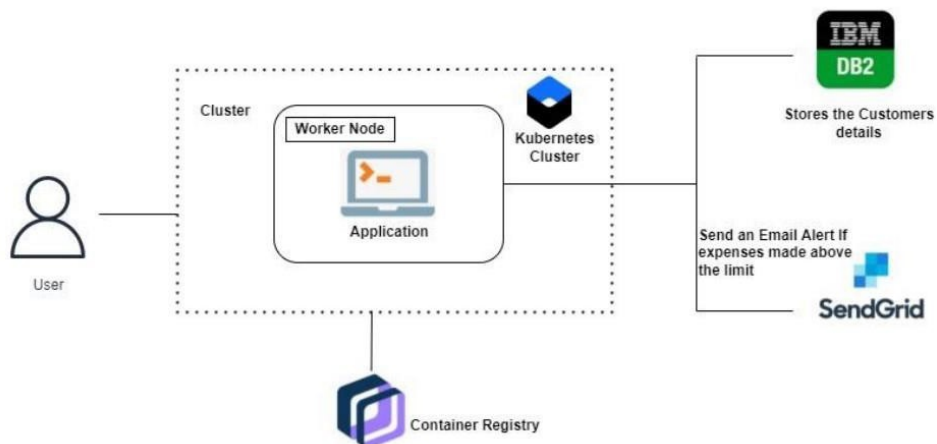 IBM
DB2
Stores the Customers
details
Cluster
Worker Node
Kubernetes
Cluster
Application
User
Send an Email Alert If
expenses made above
the limit
SendGrid
Container Registry